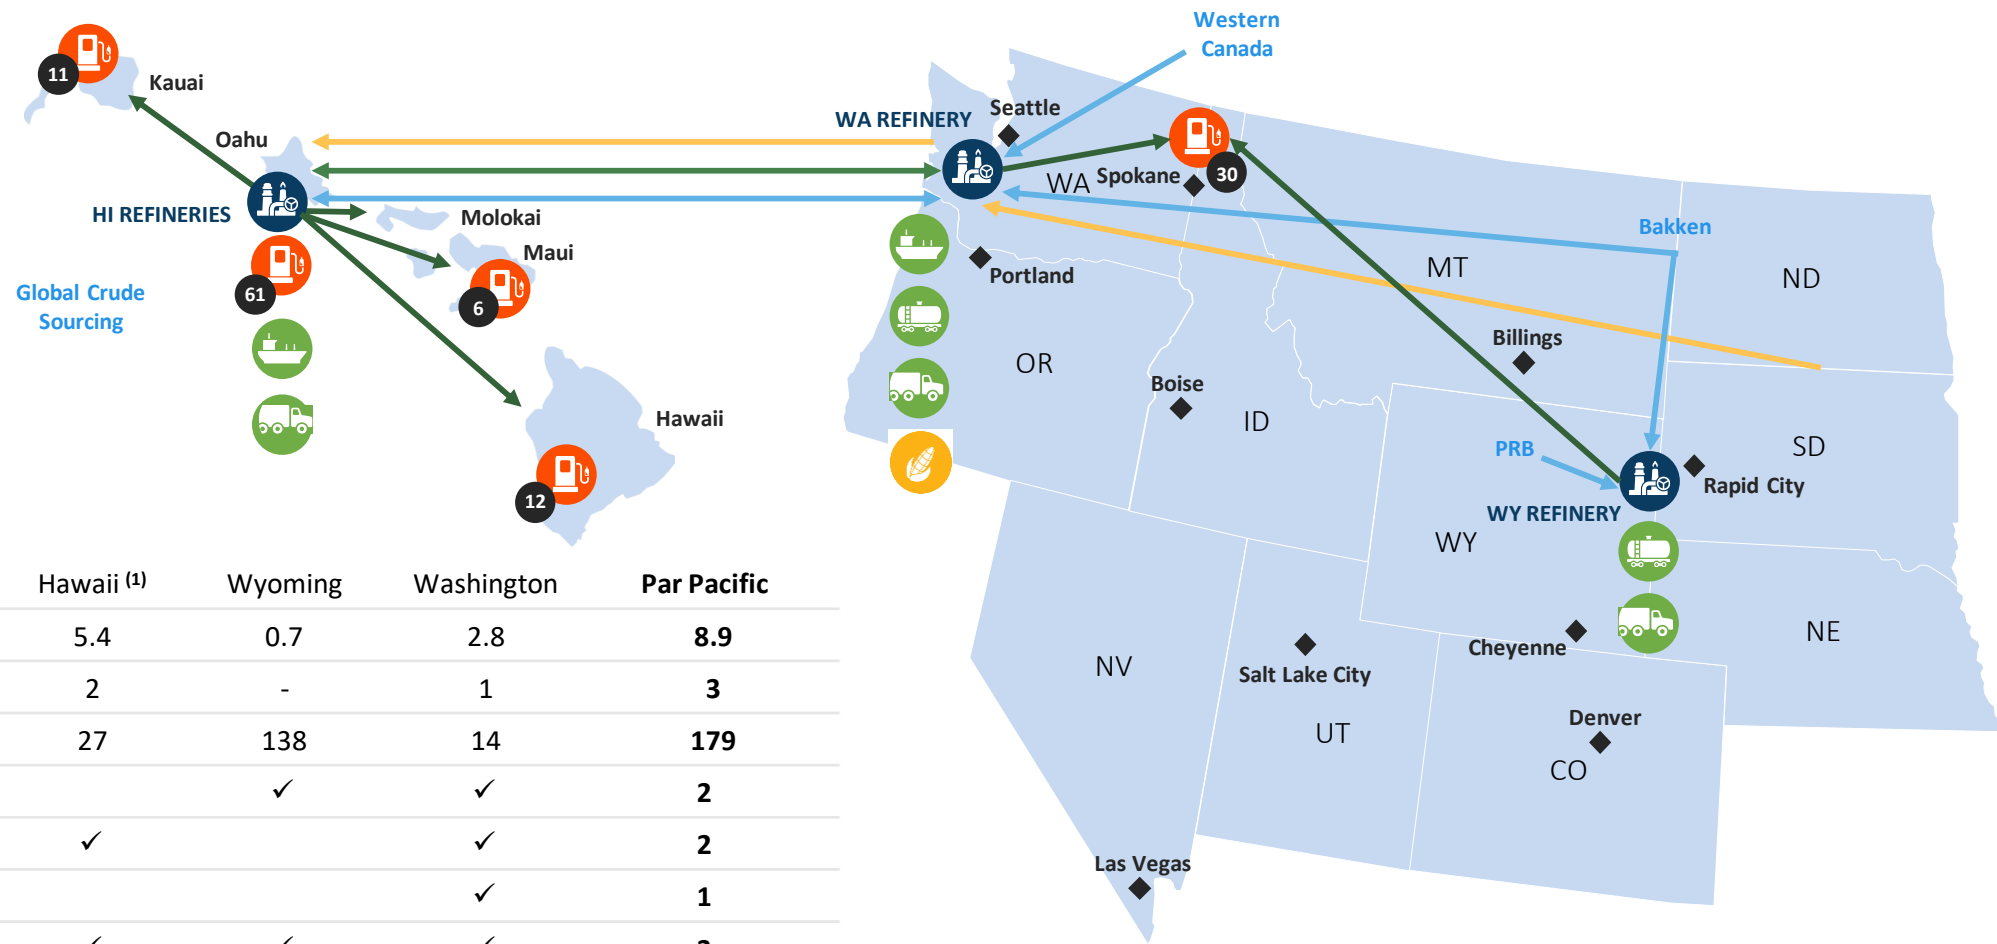 Western
Canada
11
Kauai
Oahu
WA REFINERY
Seattle
HI REFINERIES
Molokai
Maui
WA
Spokane
30
Bakken
61
6
Global Crude
Sourcing
Portland
MT
ND
Billings
OR
Boise
ID
Hawaii
12
PRB
SD
Rapid City
WY REFINERY
WY
Cheyenne
NE
NV
Salt Lake City
UT
Denver
CO
Las Vegas
Hawaii (1) Wyoming Washington Par Pacific
5.4 0.7 2.8 8.9
2 - 1 3
27 138 14 179
✓ ✓ 2
✓ ✓ 2
✓ 1
✓ ✓ ✓